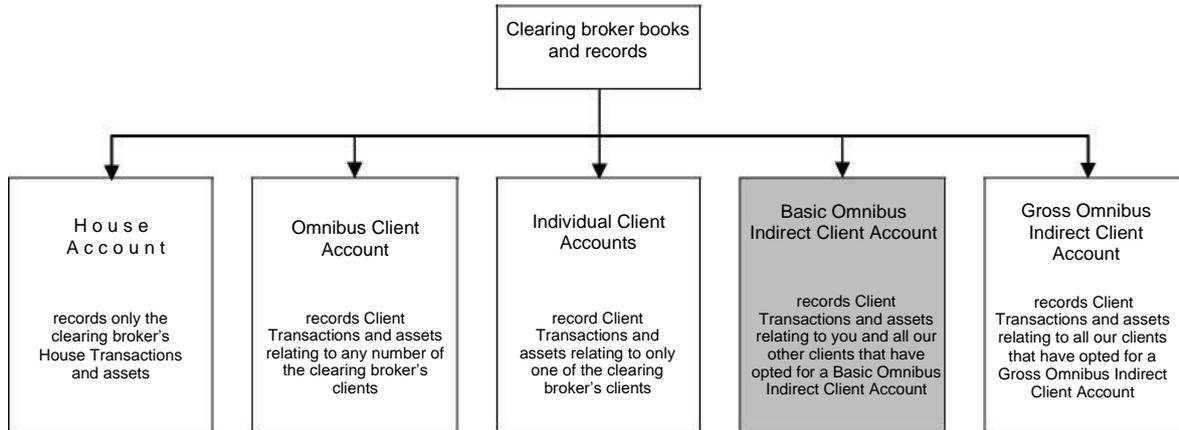 Clearing broker books
and records
H o u s e
A c c o u n t
records only the
clearing broker's
House Transactions
and assets
Omnibus Client
Account
records Client
Transactions and assets
relating to any number of
the clearing broker's
clients
Individual Client
Accounts
record Client
Transactions and
assets relating to only
one of the clearing
broker's clients
Basic Omnibus
Indirect Client Account
records Client
Transactions and assets
relating to you and all our
other clients that have
opted for a Basic Omnibus
Indirect Client Account
Gross Omnibus
Indirect Client
Account
records Client
Transactions and assets
relating to all our clients
that have opted for a
Gross Omnibus Indirect
Client Account